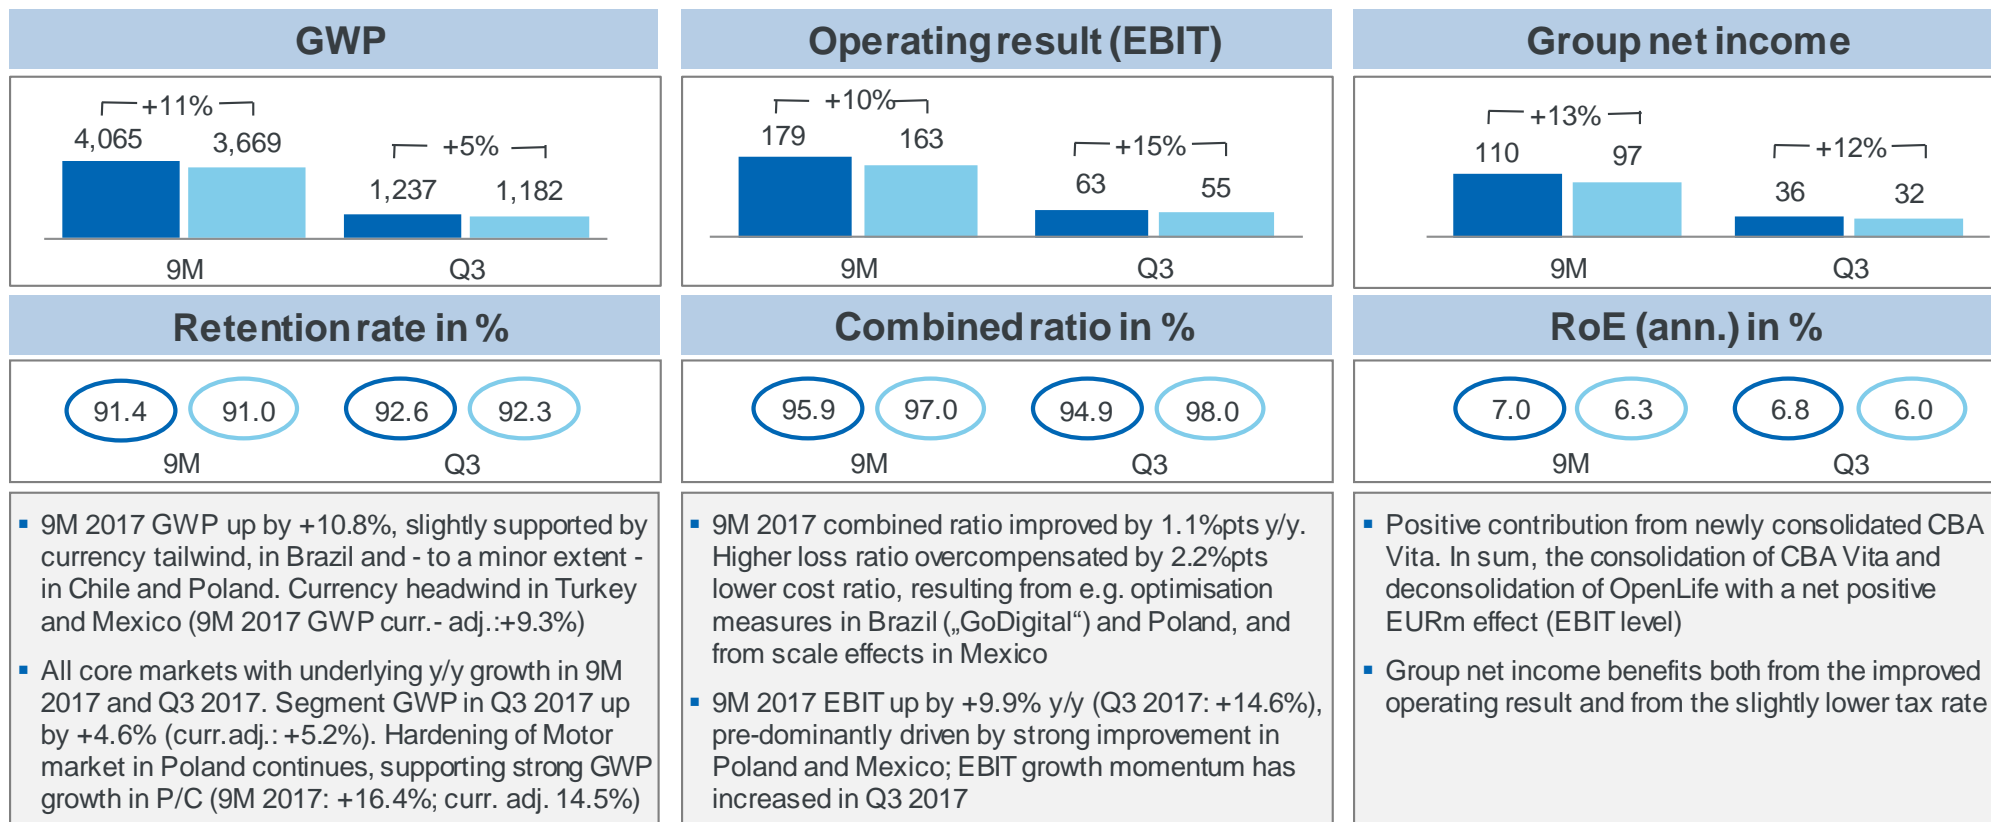 GWP
+11%
4,065 3,669
+5%
1,237 1,182
9M Q3
Operating result (EBIT)
+10%
179 163
+15%
63 55
9M Q3
Group net income
+13%
110 97
+12%
36 32
9M Q3
Retention rate in %
91.4 91.0 92.6 92.3
9M Q3
Combined ratio in %
95.9 97.0 94.9 98.0
9M Q3
RoE (ann.) in %
7.0 6.3 6.8 6.0
9M Q3
▪ 9M 2017 GWP up by +10.8%, slightly supported by
currency tailwind, in Brazil and - to a minor extent -
in Chile and Poland. Currency headwind in Turkey
and Mexico (9M 2017 GWP curr.- adj.:+9.3%)
▪ All core markets with underlying y/y growth in 9M
2017 and Q3 2017. Segment GWP in Q3 2017 up
by +4.6% (curr.adj.: +5.2%). Hardening of Motor
market in Poland continues, supporting strong GWP
growth in P/C (9M 2017: +16.4%; curr. adj. 14.5%)
▪ 9M 2017 combined ratio improved by 1.1%pts y/y.
Higher loss ratio overcompensated by 2.2%pts
lower cost ratio, resulting from e.g. optimisation
measures in Brazil („GoDigital“) and Poland, and
from scale effects in Mexico
▪ 9M 2017 EBIT up by +9.9% y/y (Q3 2017: +14.6%),
pre-dominantly driven by strong improvement in
Poland and Mexico; EBIT growth momentum has
increased in Q3 2017
▪ Positive contribution from newly consolidated CBA
Vita. In sum, the consolidation of CBA Vita and
deconsolidation of OpenLife with a net positive
EURm effect (EBIT level)
▪ Group net income benefits both from the improved
operating result and from the slightly lower tax rate